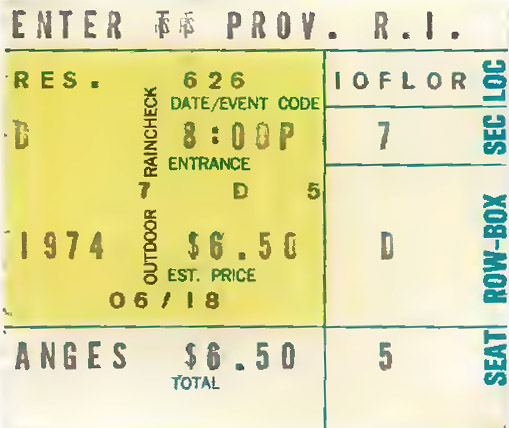 ENTER PROV. R.I.
RES. 626 IOFLOR LOC
DATE/EVENT CODE
D 8:00P 7 SEC
ENTRANCE
OUTDOOR RAINCHECK
7 D 5
1974 $6.50 D ROW-BOX
EST. PRICE
06/18
ANGES $6.50 5 SEAT
TOTAL